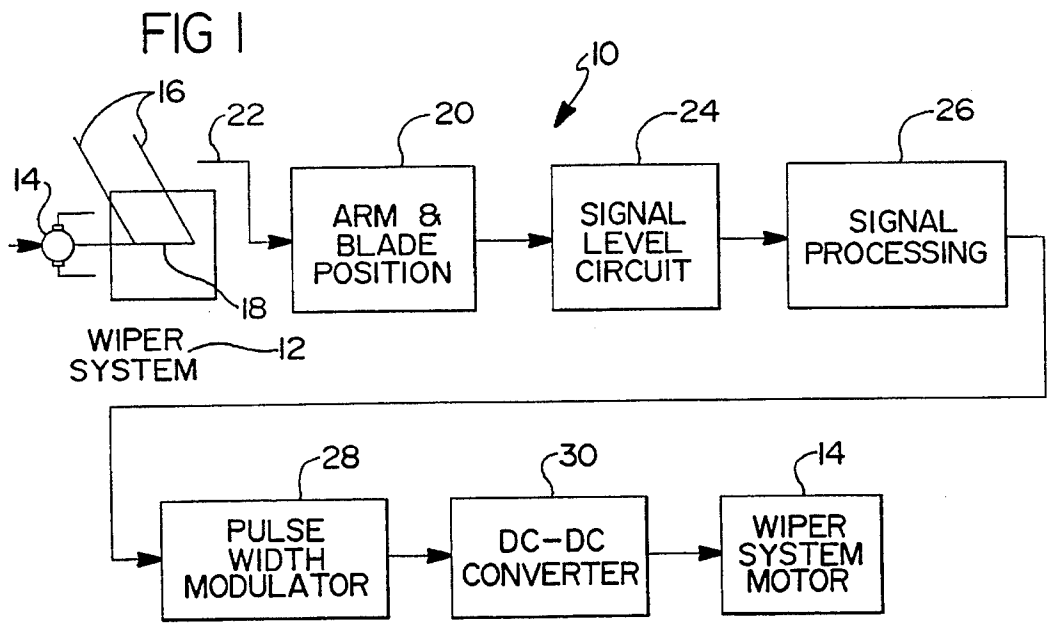 FIG 1
10
16
22
20
24
26
14
ARM &
BLADE
POSITION
SIGNAL
LEVEL
CIRCUIT
SIGNAL
PROCESSING
18
WIPER
SYSTEM
12
28
30
14
PULSE
WIDTH
MODULATOR
DC-DC
CONVERTER
WIPER
SYSTEM
MOTOR